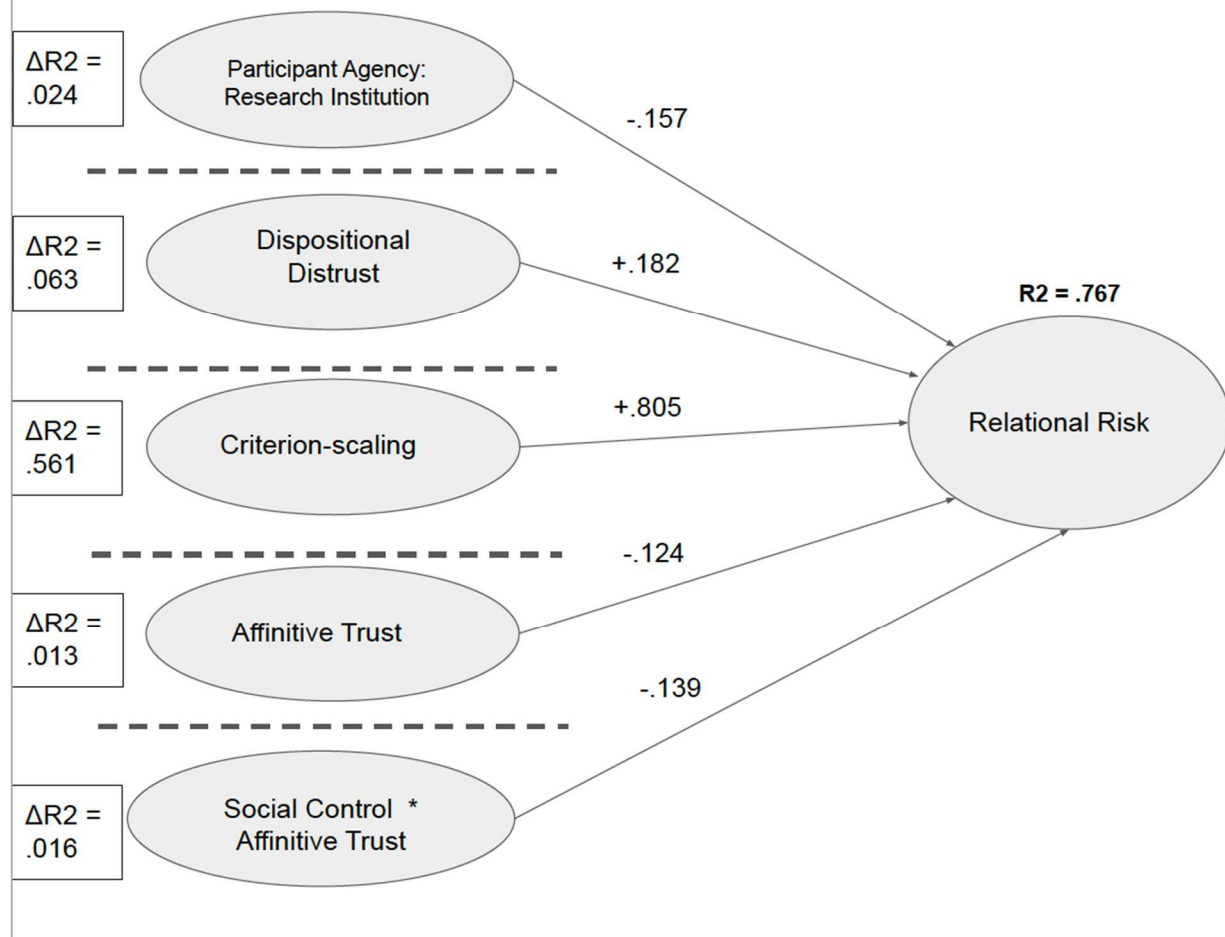 ΔR2 =
.024
Participant Agency:
Research Institution
-.157
ΔR2 =
.063
Dispositional
Distrust
+.182
R2 = .767
ΔR2 =
.561
Criterion-scaling
+.805
Relational Risk
ΔR2 =
.013
Affinitive Trust
-.124
ΔR2 =
.016
Social Control *
Affinitive Trust
-.139